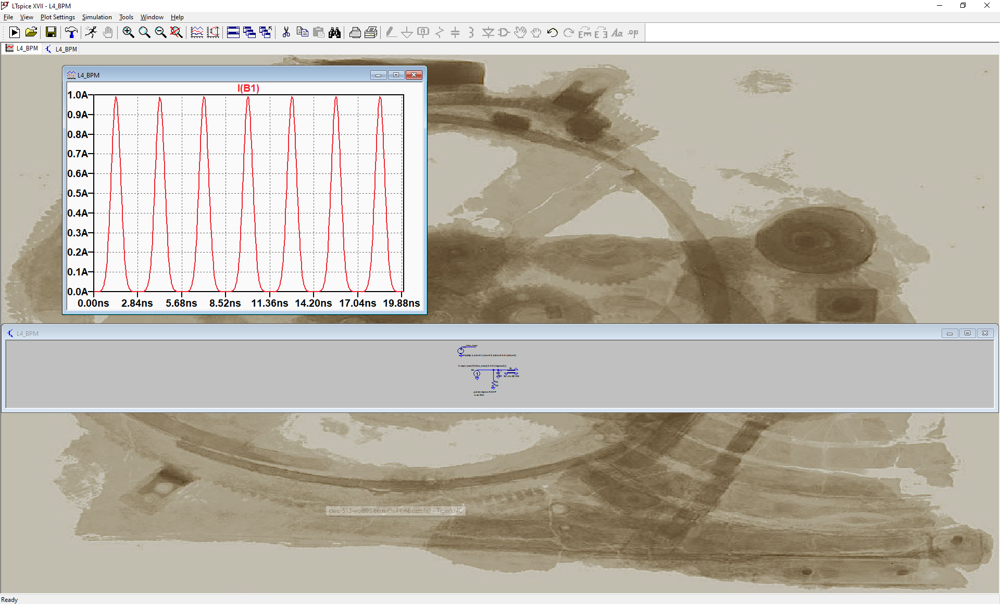 LTspice XVII - L4_BPM
File View Plot Settings Simulation Tools Window Help
L4_BPM L4_BPM
L4_BPM
I(B1)
1.0A
0.9A
0.8A
0.7A
0.6A
0.5A
0.4A
0.3A
0.2A
0.1A
0.0A
0.00ns 2.84ns 5.68ns 8.52ns 11.36ns 14.20ns 17.04ns 19.88ns
L4_BPM
time_base
cwe-513-vol698.cern.ch:1 (mbozzola) - TigerVNC
Ready